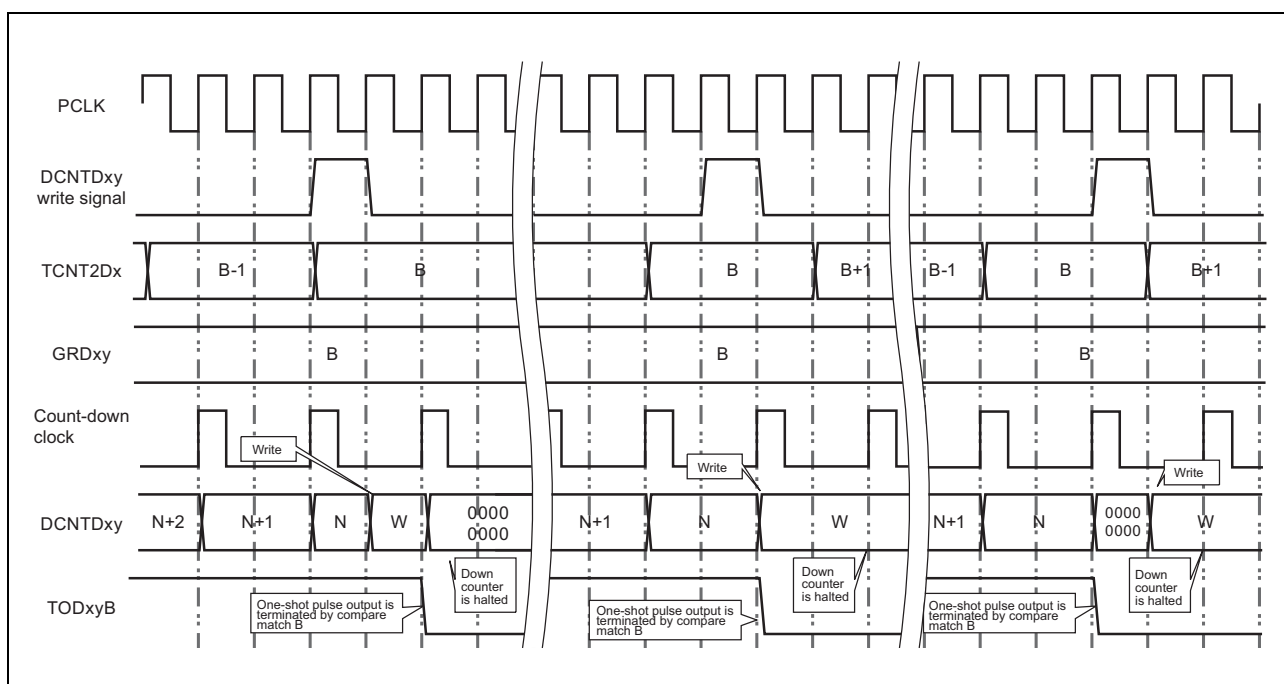 PCLK
DCNTDxy
write signal
TCNT2Dx
B-1
B
B
B+1
B-1
B
B+1
GRDxy
B
B
B
Count-down
clock
Write
Write
Write
DCNTDxy
N+2
N+1
N
W
0000
0000
N+1
N
W
N+1
N
0000
0000
W
Down
counter
is halted
Down
counter
is halted
Down
counter
is halted
TODxyB
One-shot pulse output is
terminated by compare
match B
One-shot pulse output is
terminated by compare
match B
One-shot pulse output is
terminated by compare
match B